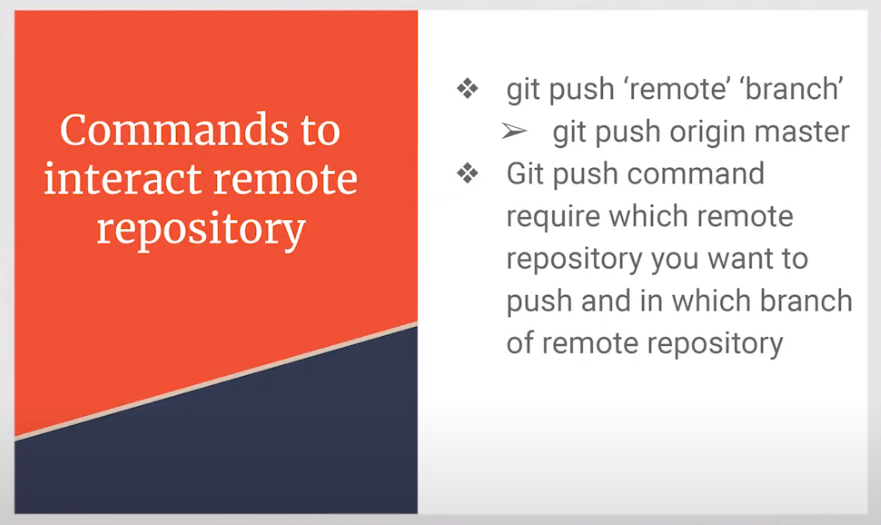 Commands to
interact remote
repository
❖ git push ‘remote’ ‘branch’
➢ git push origin master
❖ Git push command
require which remote
repository you want to
push and in which branch
of remote repository